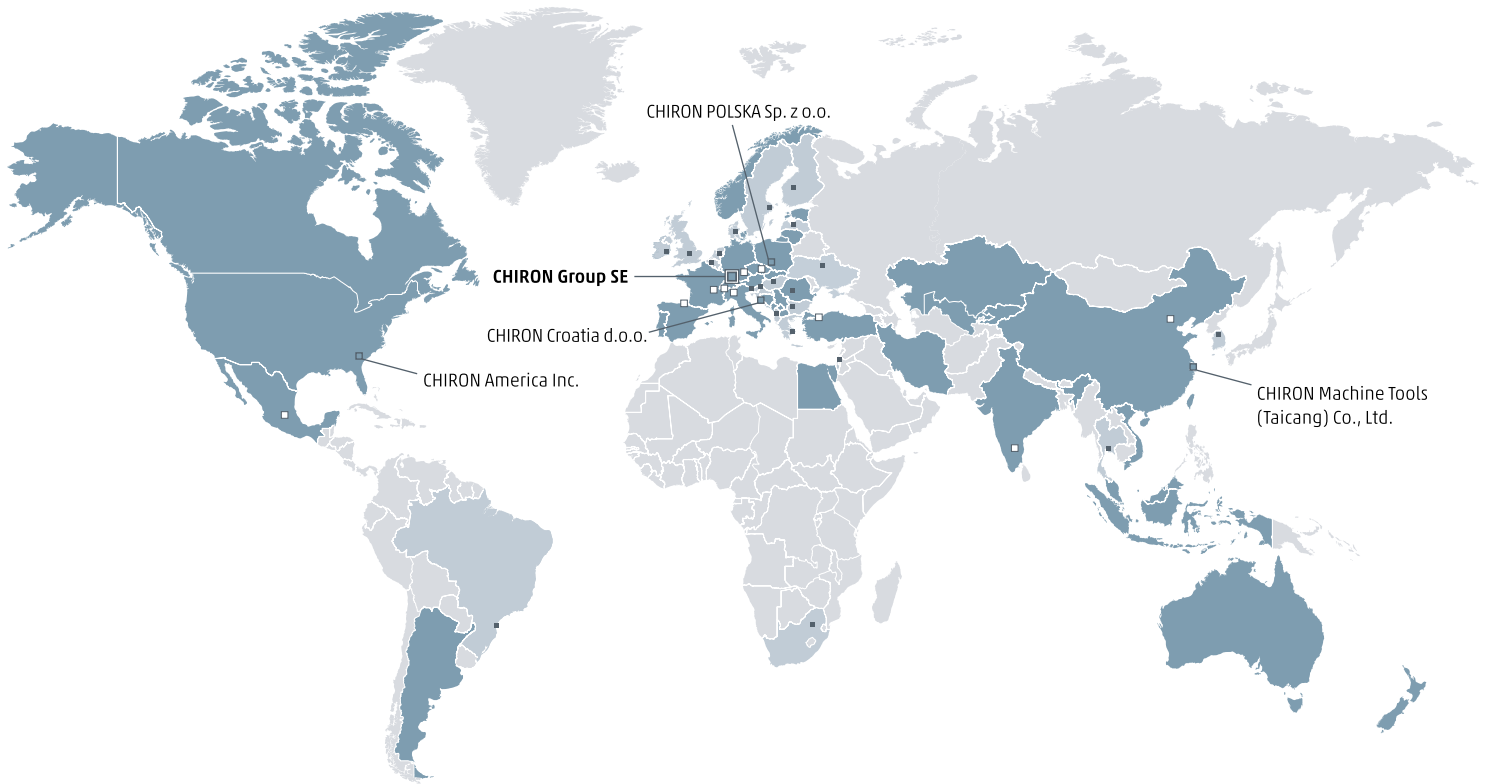 CHIRON POLSKA Sp. z o.o.
CHIRON Group SE
CHIRON Croatia d.o.o.
CHIRON America Inc.
CHIRON Machine Tools
(Taicang) Co., Ltd.